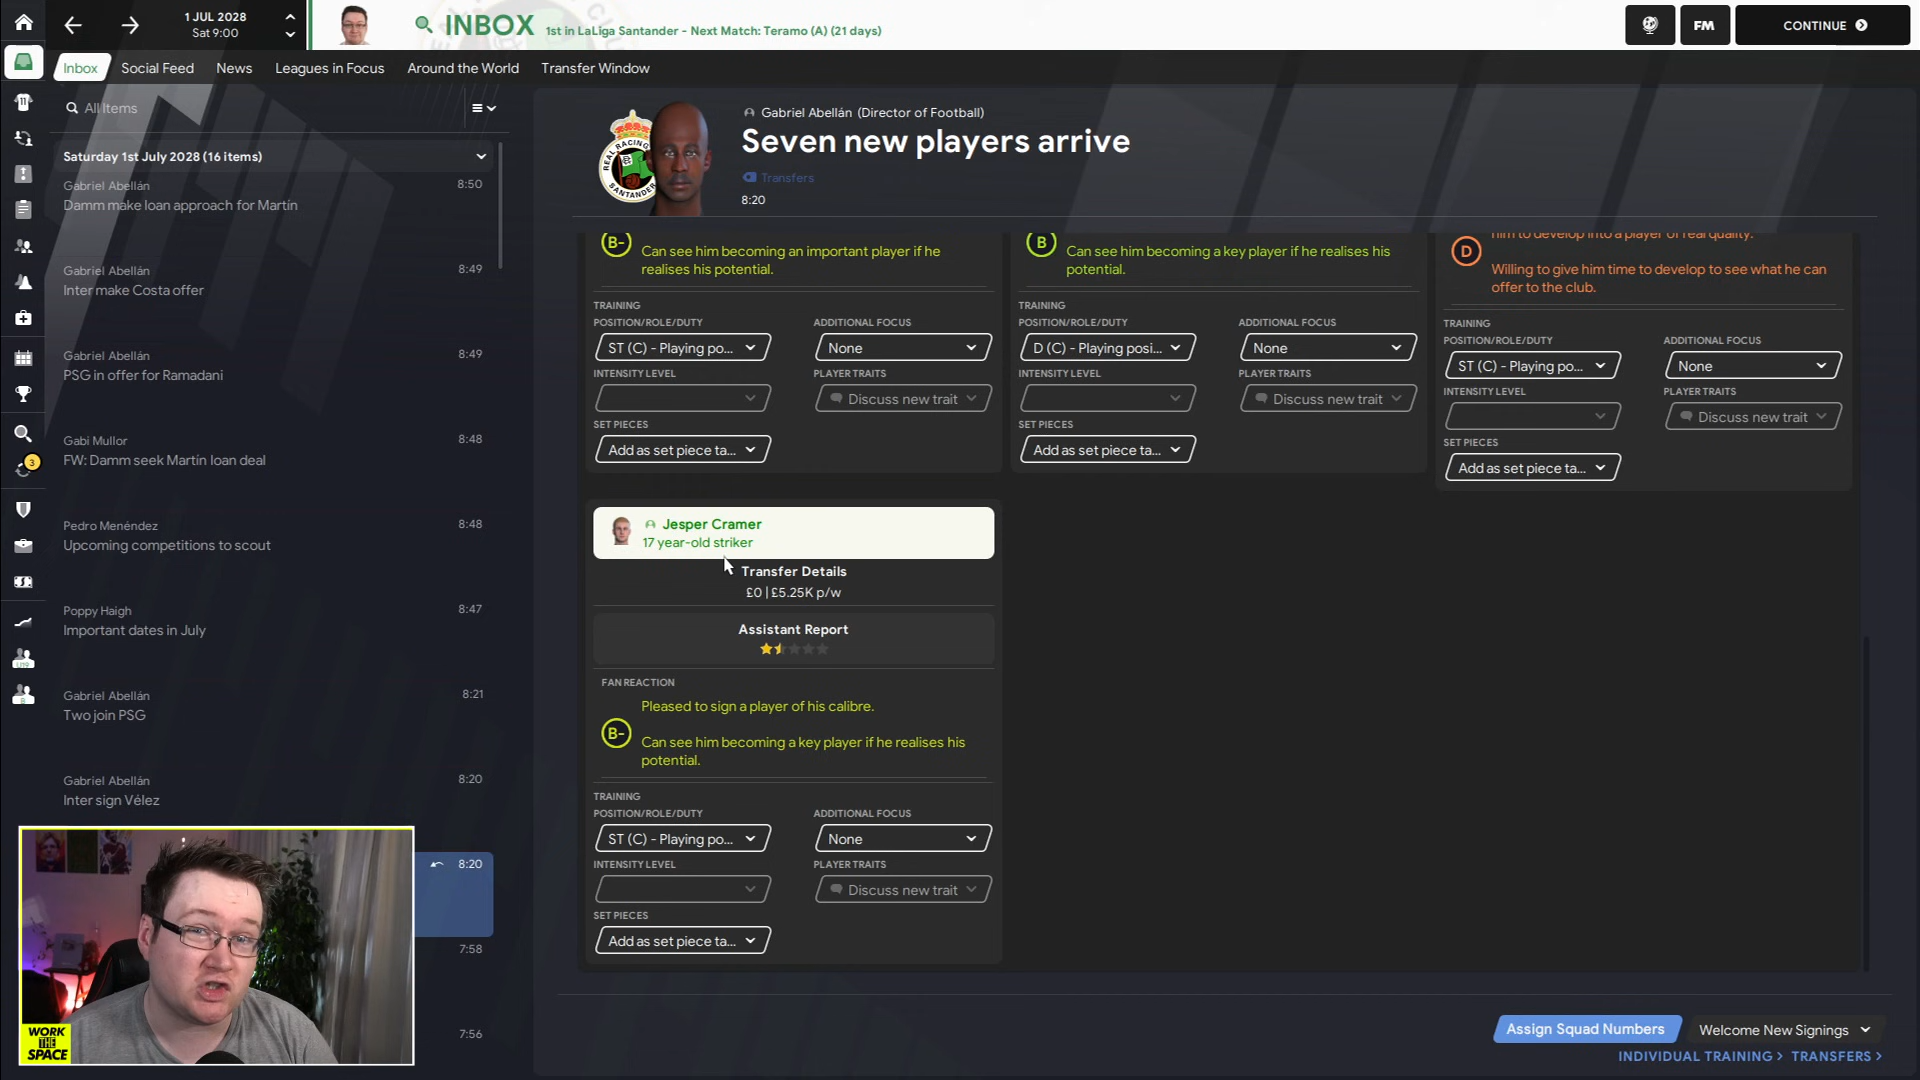 1 JUL 2028
Sat 9:00
INBOX
1st in LaLiga Santander - Next Match: Teramo (A) (21 days)
FM
CONTINUE
Inbox
Social Feed
News
Leagues in Focus
Around the World
Transfer Window
All Items
Saturday 1st July 2028 (16 items)
Gabriel Abellán
8:50
Damm make loan approach for Martín
Gabriel Abellán
8:49
Inter make Costa offer
Gabriel Abellán
8:49
PSG in offer for Ramadani
Gabi Mullor
8:48
FW: Damm seek Martín loan deal
Pedro Menéndez
8:48
Upcoming competitions to scout
Poppy Haigh
8:47
Important dates in July
Gabriel Abellán
8:21
Two join PSG
Gabriel Abellán
8:20
Inter sign Vélez
8:20
7:58
7:56
3
11
WORK
THE
SPACE
REAL RACING
SANTANDER
Gabriel Abellán (Director of Football)
Seven new players arrive
Transfers
8:20
B-
Can see him becoming an important player if he
realises his potential.
TRAINING
POSITION/ROLE/DUTY
ADDITIONAL FOCUS
ST (C) - Playing po...
None
INTENSITY LEVEL
PLAYER TRAITS
Discuss new trait
SET PIECES
Add as set piece ta...
B
Can see him becoming a key player if he realises his
potential.
TRAINING
POSITION/ROLE/DUTY
ADDITIONAL FOCUS
D (C) - Playing posi...
None
INTENSITY LEVEL
PLAYER TRAITS
Discuss new trait
SET PIECES
Add as set piece ta...
him to develop into a player of real quality.
D
Willing to give him time to develop to see what he can
offer to the club.
TRAINING
POSITION/ROLE/DUTY
ADDITIONAL FOCUS
ST (C) - Playing po...
None
INTENSITY LEVEL
PLAYER TRAITS
Discuss new trait
SET PIECES
Add as set piece ta...
Jesper Cramer
17 year-old striker
Transfer Details
£0 | £5.25K p/w
Assistant Report
FAN REACTION
Pleased to sign a player of his calibre.
B-
Can see him becoming a key player if he realises his
potential.
TRAINING
POSITION/ROLE/DUTY
ADDITIONAL FOCUS
ST (C) - Playing po...
None
INTENSITY LEVEL
PLAYER TRAITS
Discuss new trait
SET PIECES
Add as set piece ta...
Assign Squad Numbers
Welcome New Signings
INDIVIDUAL TRAINING >
TRANSFERS >